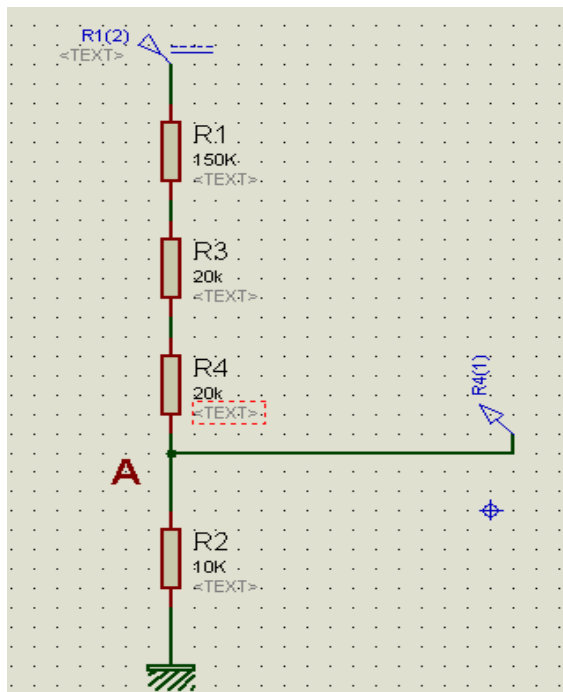 R1(2)
<TEXT>
R1
150K
<TEXT>
R3
20k
<TEXT>
R4
20k
<TEXT>
R4(1)
A
R2
10K
<TEXT>